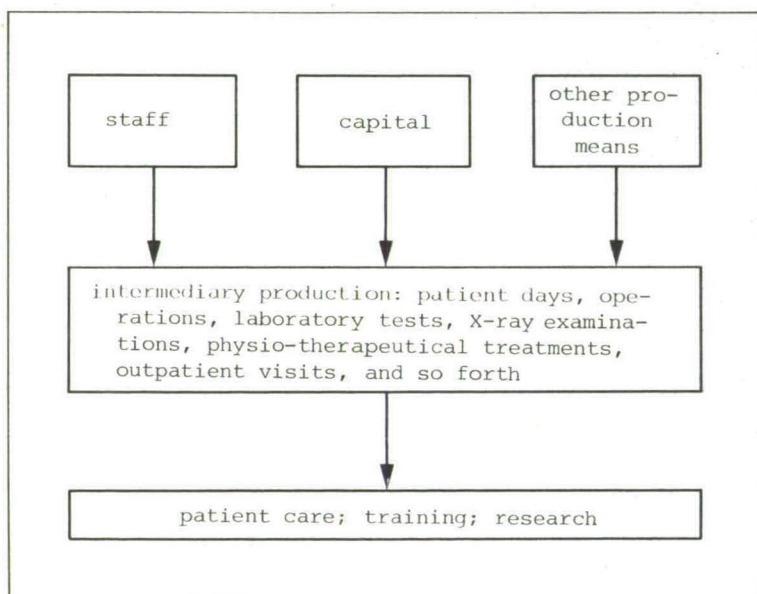 staff
capital
other pro-
duction
means
intermediary production: patient days, ope-
rations, laboratory tests, X-ray examina-
tions, physio-therapeutical treatments,
outpatient visits, and so forth
patient care; training; research